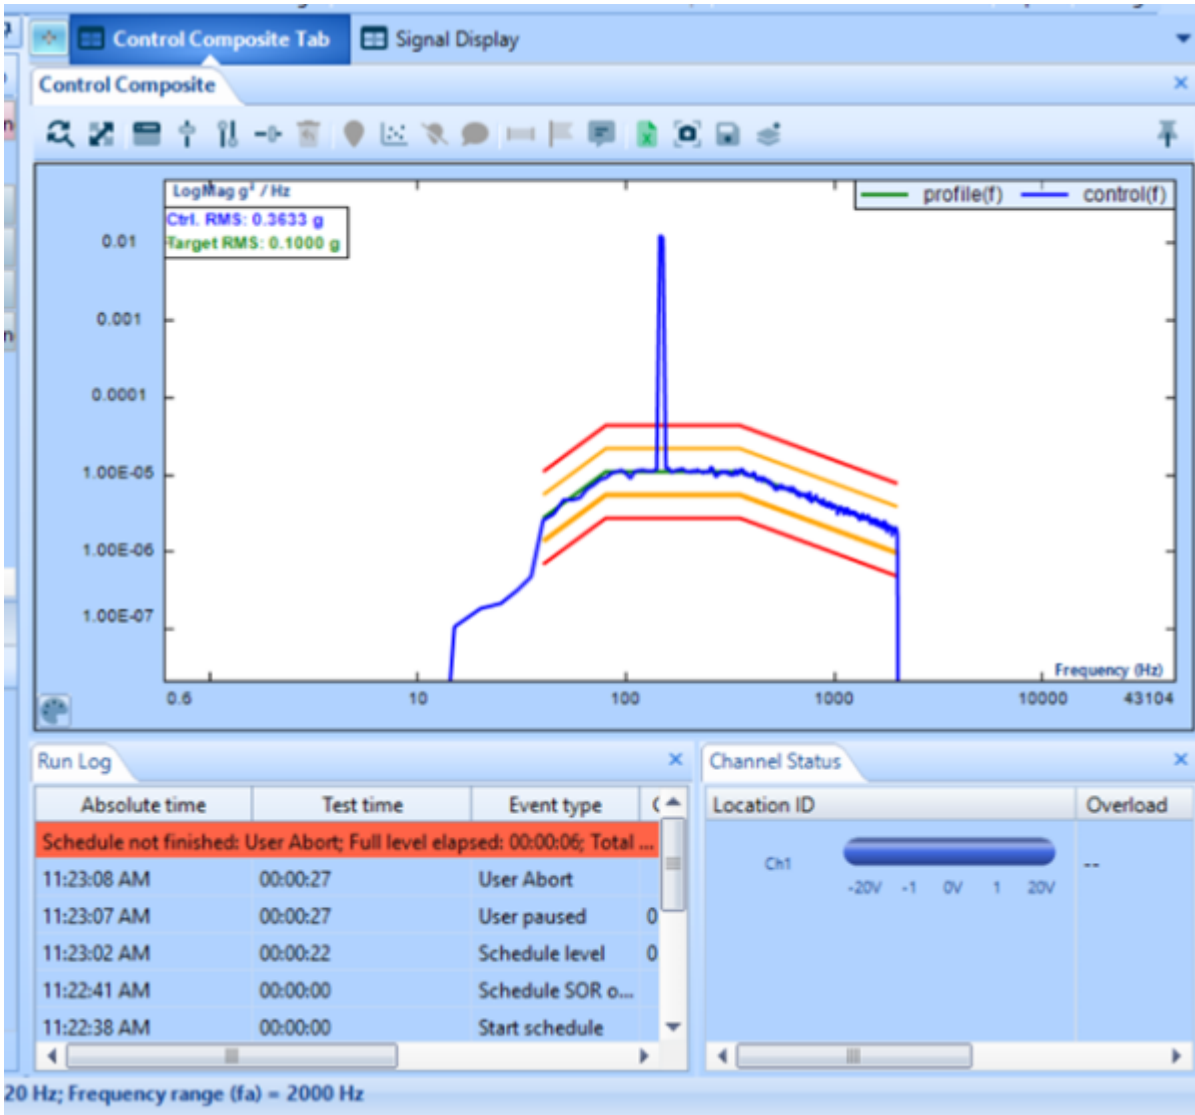 Control Composite Tab
Signal Display
Control Composite
LogMag g² / Hz
Ctrl. RMS: 0.3633 g
Target RMS: 0.1000 g
profile(f)
control(f)
0.01
0.001
0.0001
1.00E-05
1.00E-06
1.00E-07
Frequency (Hz)
0.6 10 100 1000 10000 43104
Run Log
Absolute time Test time Event type
Schedule not finished: User Abort; Full level elapsed: 00:00:06; Total ...
11:23:08 AM 00:00:27 User Abort
11:23:07 AM 00:00:27 User paused 0
11:23:02 AM 00:00:22 Schedule level 0
11:22:41 AM 00:00:00 Schedule SOR o...
11:22:38 AM 00:00:00 Start schedule
Channel Status
Location ID Overload
Ch1 --
-20V -1 0V 1 20V
20 Hz; Frequency range (fa) = 2000 Hz